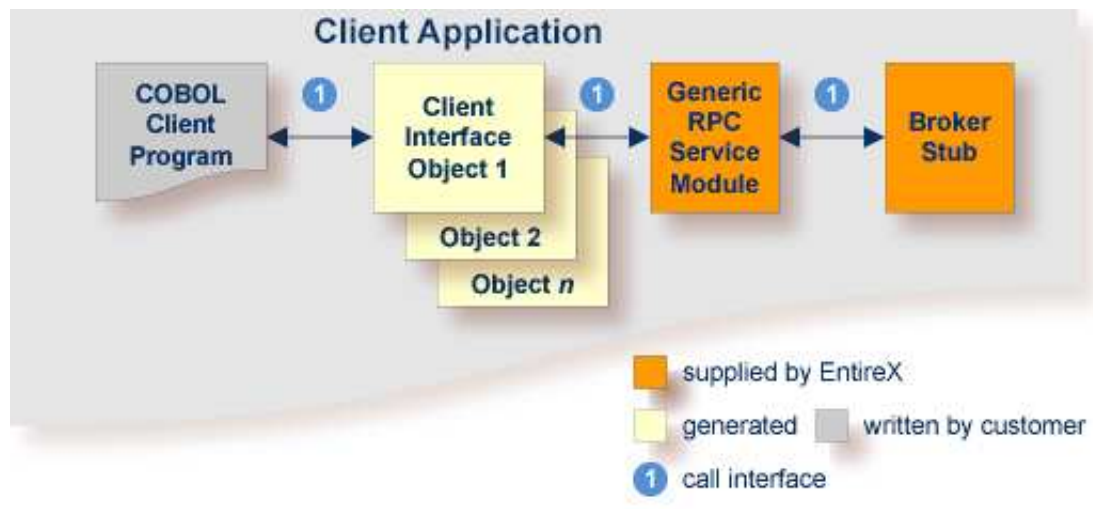 Client Application
COBOL
Client
Program
1
Client
Interface
Object 1
Object 2
Object n
1
Generic
RPC
Service
Module
1
Broker
Stub
supplied by EntireX
generated
written by customer
1 call interface